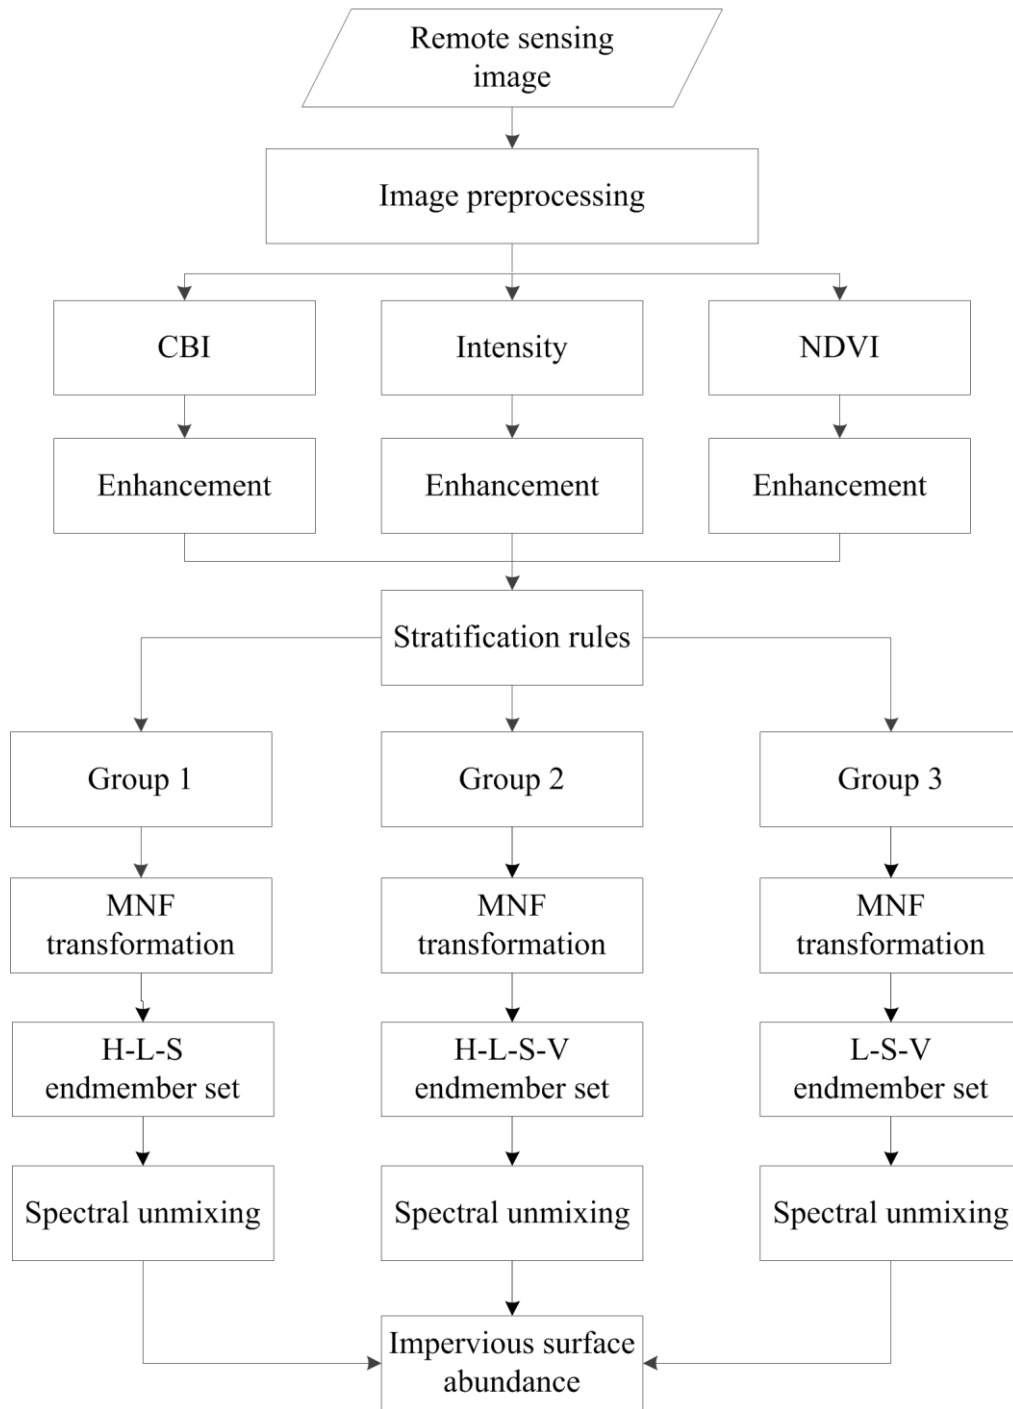 Remote sensing
image
Image preprocessing
CBI
Intensity
NDVI
Enhancement
Enhancement
Enhancement
Stratification rules
Group 1
Group 2
Group 3
MNF
transformation
MNF
transformation
MNF
transformation
H-L-S
endmember set
H-L-S-V
endmember set
L-S-V
endmember set
Spectral unmixing
Spectral unmixing
Spectral unmixing
Impervious surface
abundance